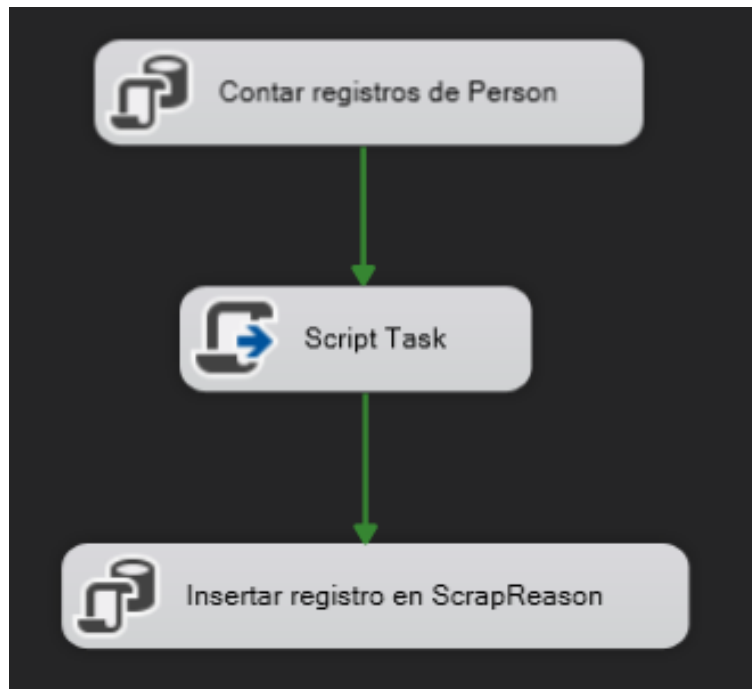 Contar registros de Person
Script Task
Insertar registro en ScrapReason